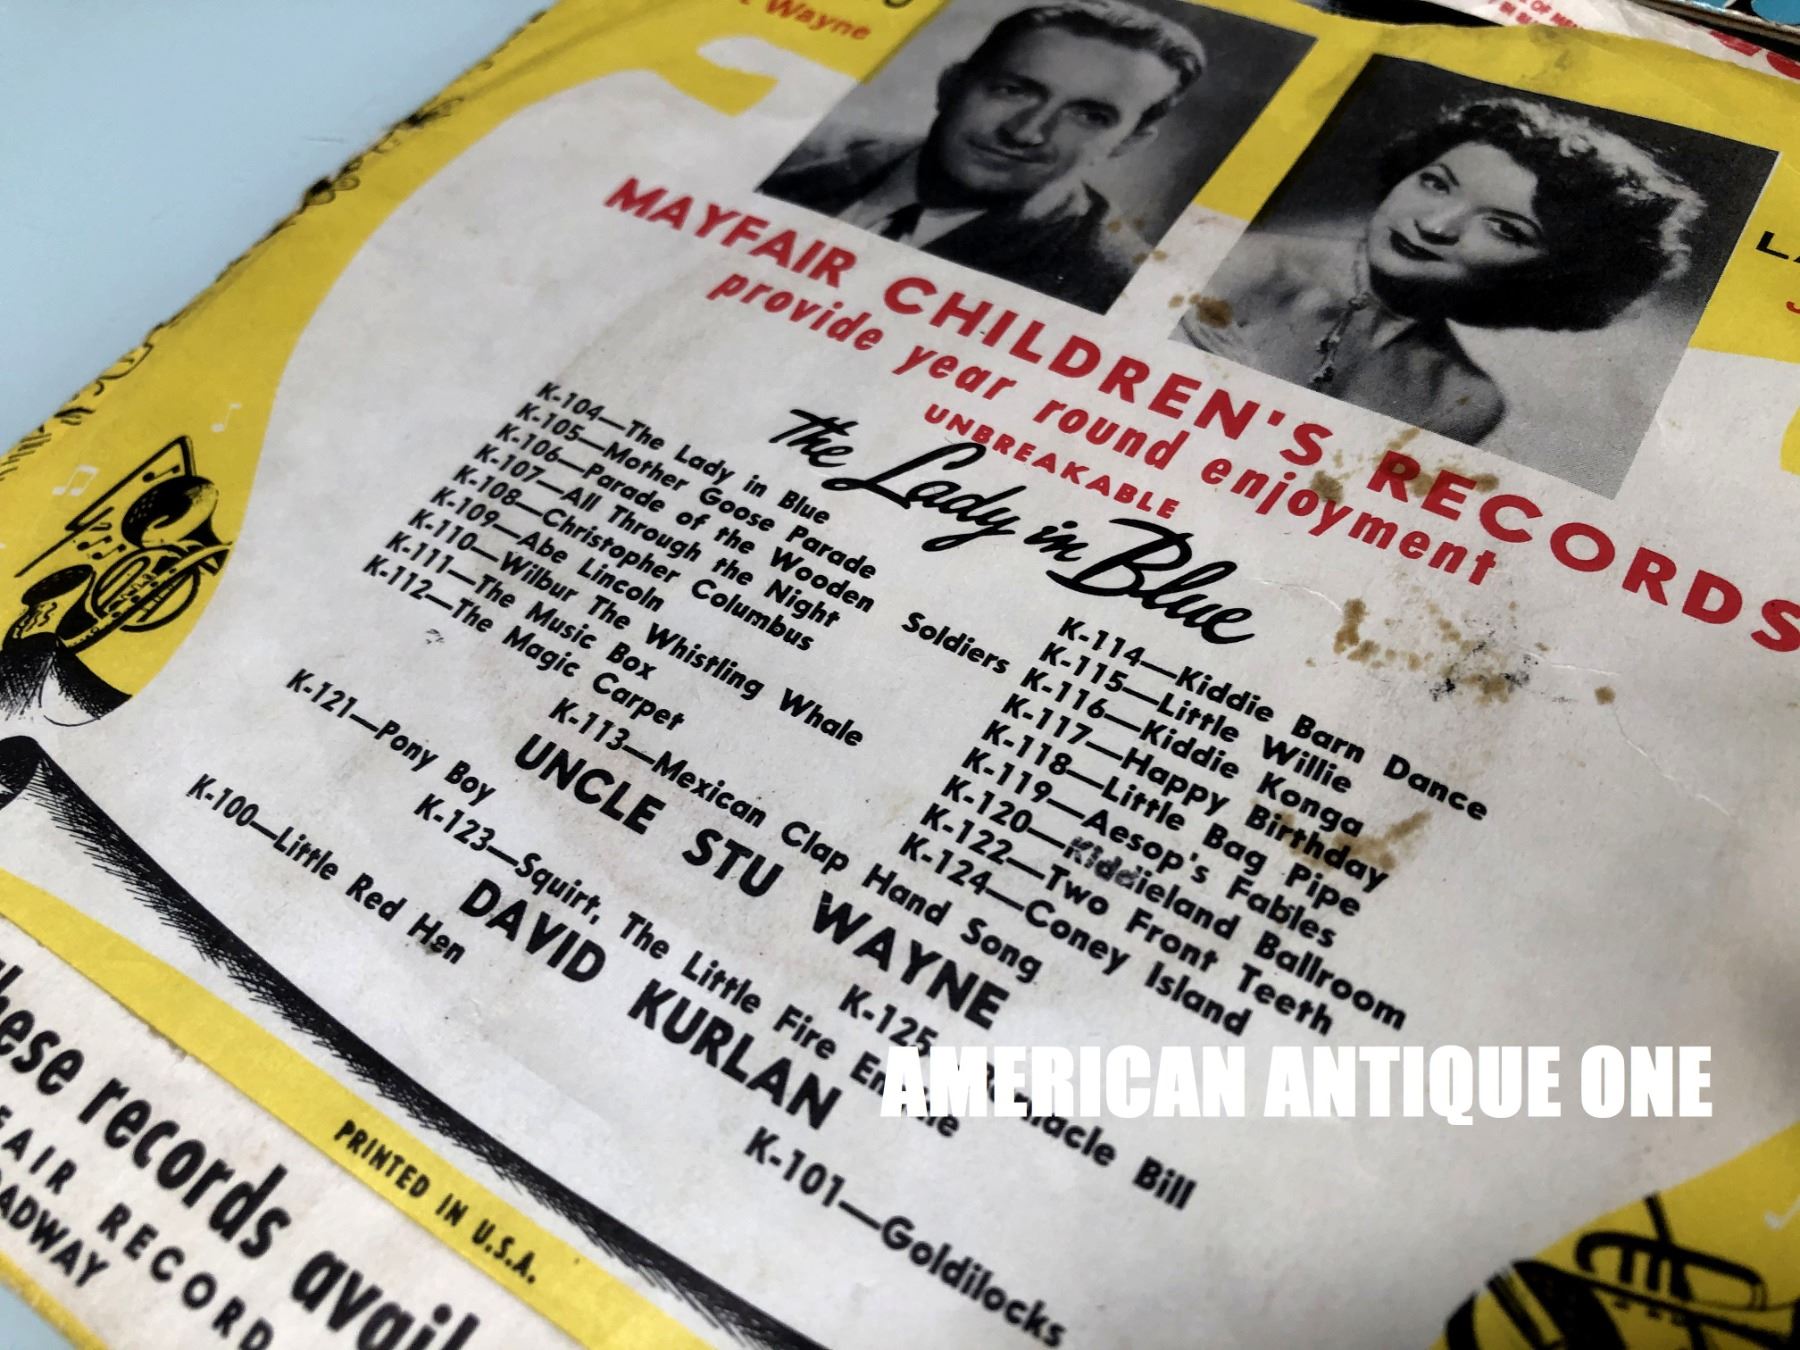 Wayne
MAYFAIR CHILDREN'S RECORDS
provide year round enjoyment
UNBREAKABLE
The Lady in Blue
K-104—The Lady in Blue
K-105—Mother Goose Parade
K-106—Parade of the Wooden Soldiers
K-107—All Through the Night
K-108—Christopher Columbus
K-109—Abe Lincoln
K-110—Wilbur The Whistling Whale
K-111—The Music Box
K-112—The Magic Carpet
K-113—Mexican Clap Hand Song
K-114—Kiddie Barn Dance
K-115—Little Willie
K-116—Kiddie Konga
K-117—Happy Birthday
K-118—Little Bag Pipe
K-119—Aesop's Fables
K-120—Kiddieland Ballroom
K-122—Two Front Teeth
K-124—Coney Island
UNCLE STU WAYNE
K-121—Pony Boy
K-123—Squirt, The Little Fire Engine
K-125 Bill
DAVID KURLAN
K-100—Little Red Hen
K-101—Goldilocks
PRINTED IN U.S.A.
these records avail
FAIR RECORD
ADWAY
AMERICAN ANTIQUE ONE